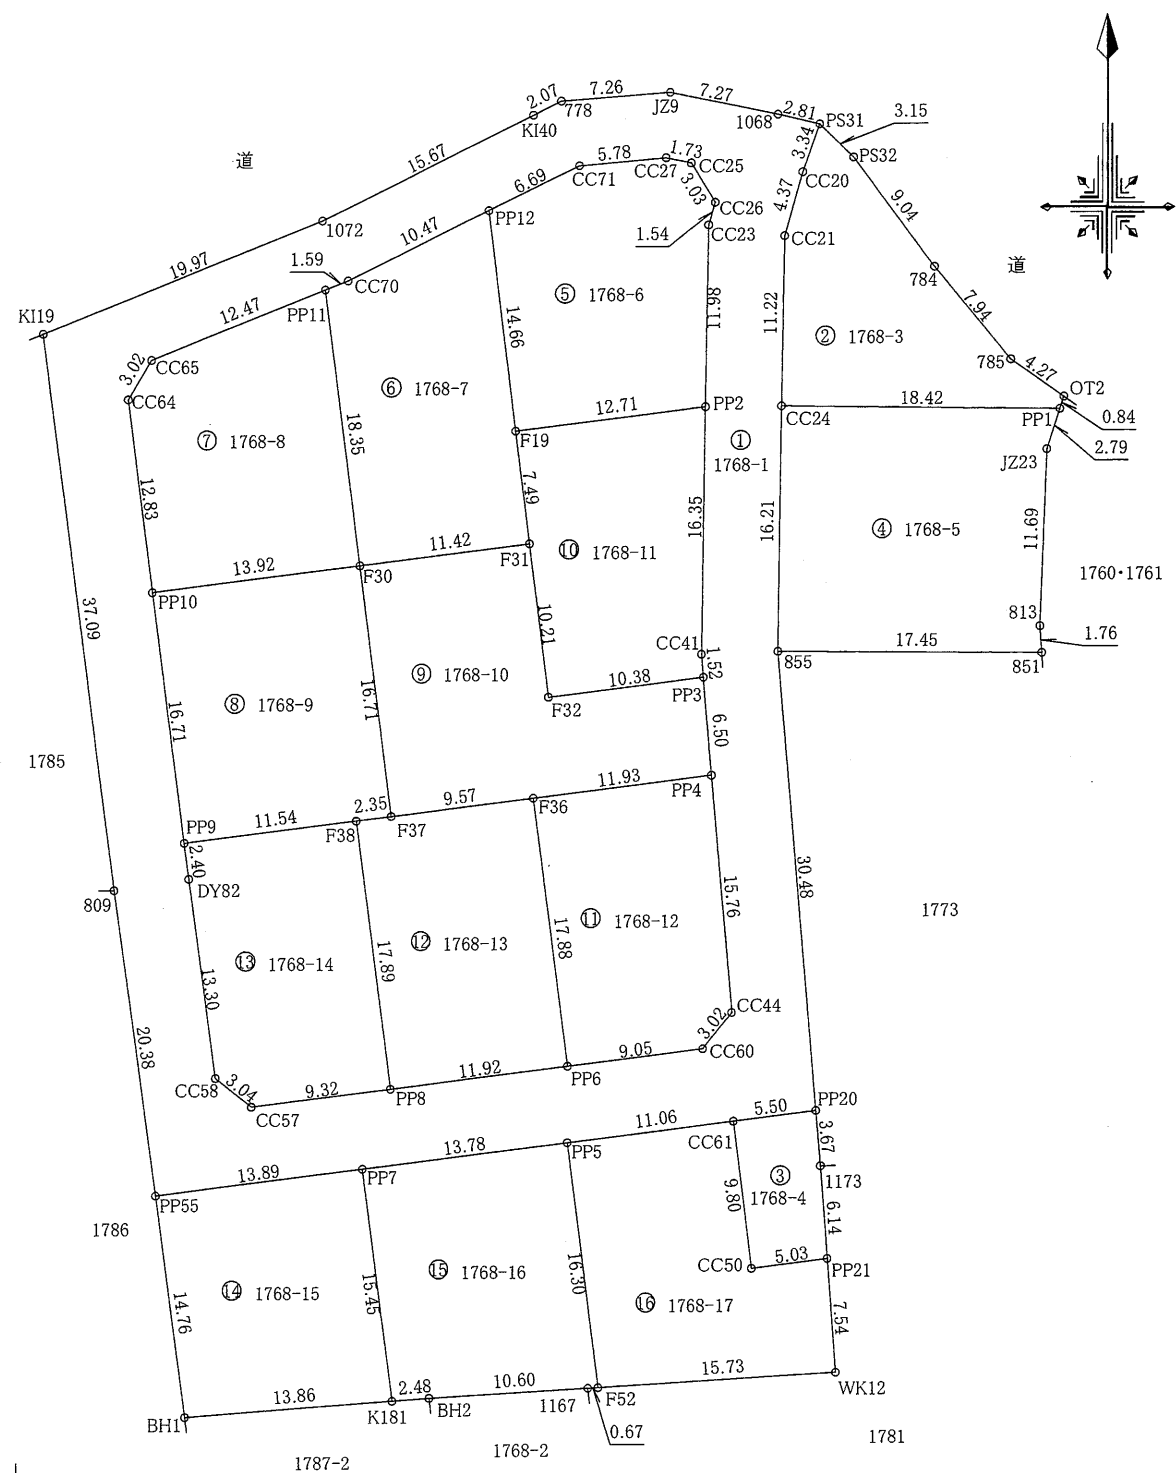 2.07
7.26
778
JZ9
7.27
2.81
1068
PS31
3.15
KI40
道
15.67
5.78
1.73
CC27
CC25
3.34
PS32
CC71
3.03
CC20
6.69
CC26
4.37
9.04
PP12
1072
10.47
1.54
CC23
CC21
19.97
1.59
CC70
道
784
⑤ 1768-6
12.47
PP11
14.66
11.98
11.22
7.94
KI19
② 1768-3
3.02
CC65
785
4.27
⑥ 1768-7
OT2
CC64
12.71
PP2
18.42
CC24
PP1
0.84
18.35
F19
①
1768-1
2.79
⑦ 1768-8
JZ23
7.49
12.83
16.35
16.21
④ 1768-5
11.69
11.42
F31
⑩ 1768-11
13.92
F30
1760・1761
PP10
37.09
813
1.76
10.21
CC41
1.52
17.45
855
851
⑨ 1768-10
10.38
PP3
F32
⑧ 1768-9
16.71
16.71
6.50
1785
11.93
PP4
9.57
F36
2.35
11.54
F38
F37
PP9
2.40
DY82
30.48
809
15.76
1773
⑪ 1768-12
⑫ 1768-13
17.88
⑬ 1768-14
17.89
13.30
CC44
3.02
20.38
CC60
9.05
PP6
11.92
CC58
3.04
9.32
PP8
CC57
PP20
5.50
11.06
CC61
3.67
13.78
PP5
13.89
PP7
③
1768-4
1173
PP55
9.80
1786
6.14
5.03
CC50
PP21
⑮ 1768-16
16.30
⑭ 1768-15
15.45
⑯ 1768-17
14.76
7.54
15.73
WK12
10.60
2.48
13.86
F52
1167
BH2
K181
BH1
0.67
1781
1768-2
1787-2